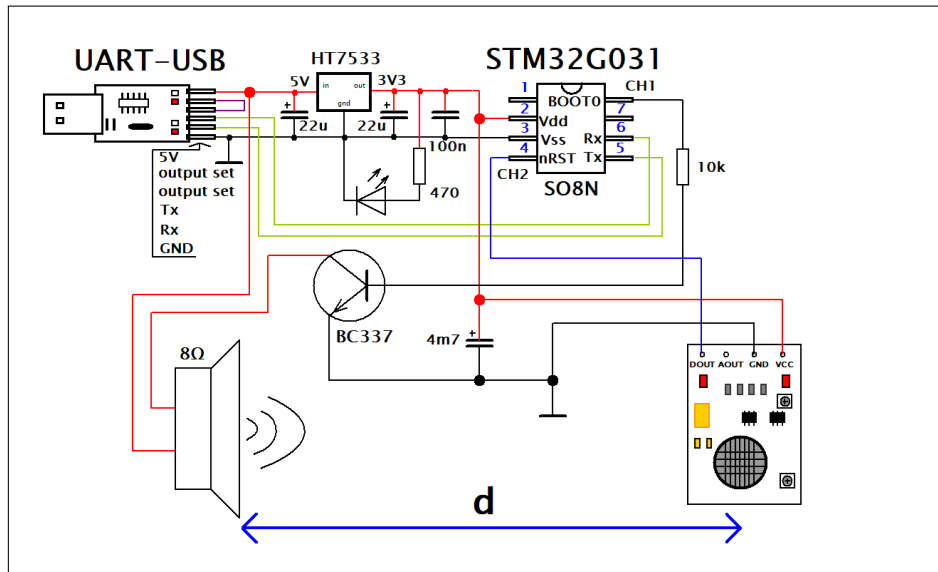 UART-USB
HT7533
STM32G031
5V
in
out
3V3
gnd
1
CH1
BOOT0
7
2
Vdd
6
3
Vss
Rx
5
4
nRST
Tx
CH2
SO8N
+
22u
+
22u
100n
470
10k
5V
output set
output set
Tx
Rx
GND
BC337
+
4m7
8Ω
DOUT
AOUT
GND
VCC
d